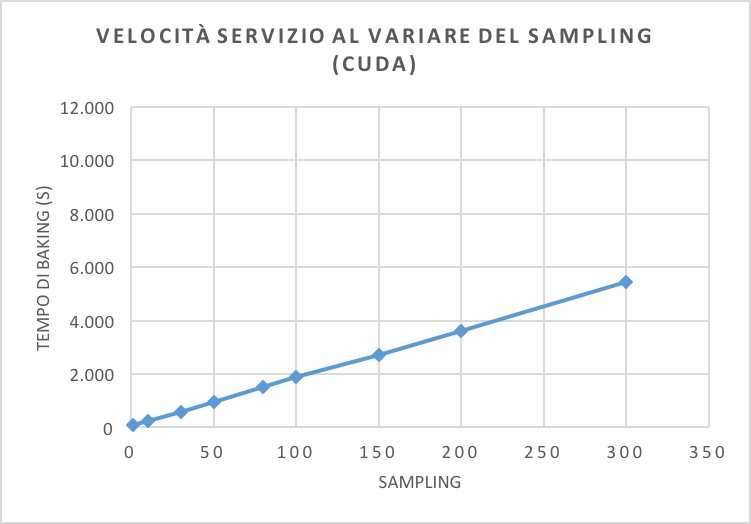 VELOCITÀ SERVIZIO AL VARIARE DEL SAMPLING
(CUDA)
12.000
10.000
8.000
6.000
4.000
2.000
0
TEMPO DI BAKING (S)
0 50 100 150 200 250 300 350
SAMPLING